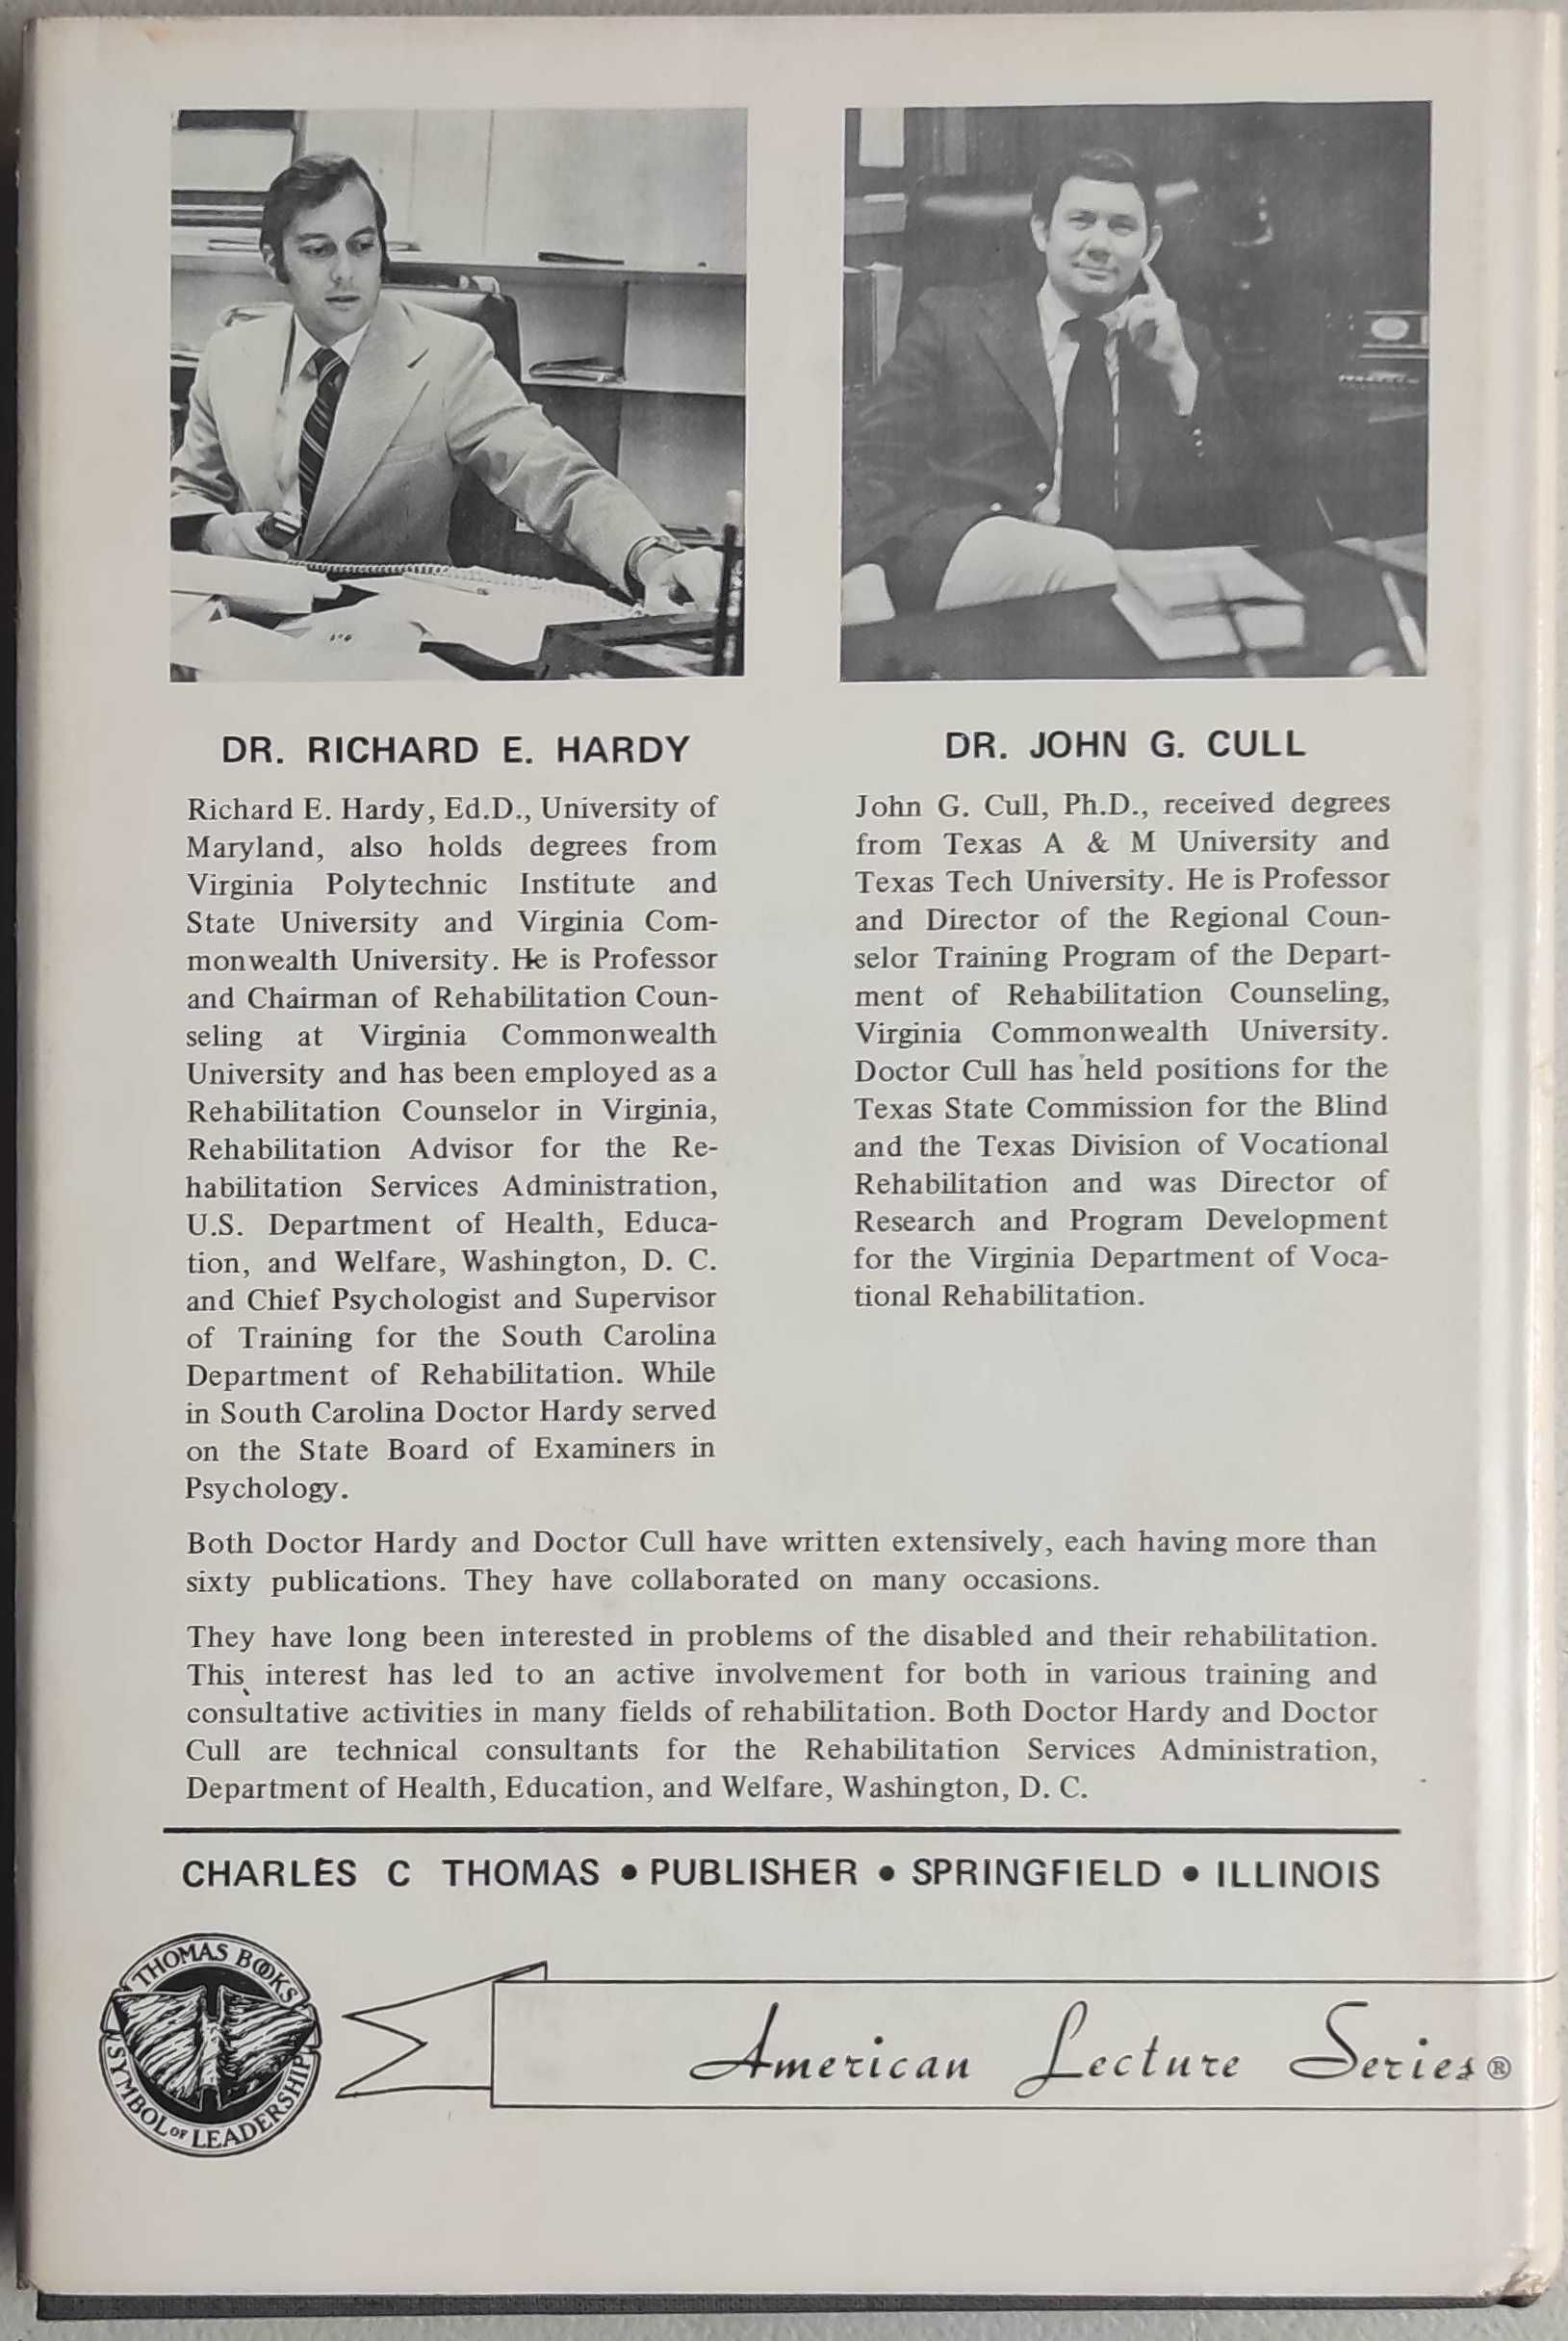 DR. RICHARD E. HARDY
Richard E. Hardy, Ed.D., University of
Maryland, also holds degrees from
Virginia Polytechnic Institute and
State University and Virginia Com-
monwealth University. He is Professor
and Chairman of Rehabilitation Coun-
seling at Virginia Commonwealth
University and has been employed as a
Rehabilitation Counselor in Virginia,
Rehabilitation Advisor for the Re-
habilitation Services Administration,
U.S. Department of Health, Educa-
tion, and Welfare, Washington, D. C.
and Chief Psychologist and Supervisor
of Training for the South Carolina
Department of Rehabilitation. While
in South Carolina Doctor Hardy served
on the State Board of Examiners in
Psychology.
DR. JOHN G. CULL
John G. Cull, Ph.D., received degrees
from Texas A & M University and
Texas Tech University. He is Professor
and Director of the Regional Coun-
selor Training Program of the Depart-
ment of Rehabilitation Counseling,
Virginia Commonwealth University.
Doctor Cull has held positions for the
Texas State Commission for the Blind
and the Texas Division of Vocational
Rehabilitation and was Director of
Research and Program Development
for the Virginia Department of Voca-
tional Rehabilitation.
Both Doctor Hardy and Doctor Cull have written extensively, each having more than
sixty publications. They have collaborated on many occasions.
They have long been interested in problems of the disabled and their rehabilitation.
This interest has led to an active involvement for both in various training and
consultative activities in many fields of rehabilitation. Both Doctor Hardy and Doctor
Cull are technical consultants for the Rehabilitation Services Administration,
Department of Health, Education, and Welfare, Washington, D. C.
CHARLES C THOMAS • PUBLISHER • SPRINGFIELD • ILLINOIS
THOMAS BOOKS
SYMBOL OF LEADERSHIP
American Lecture Series®